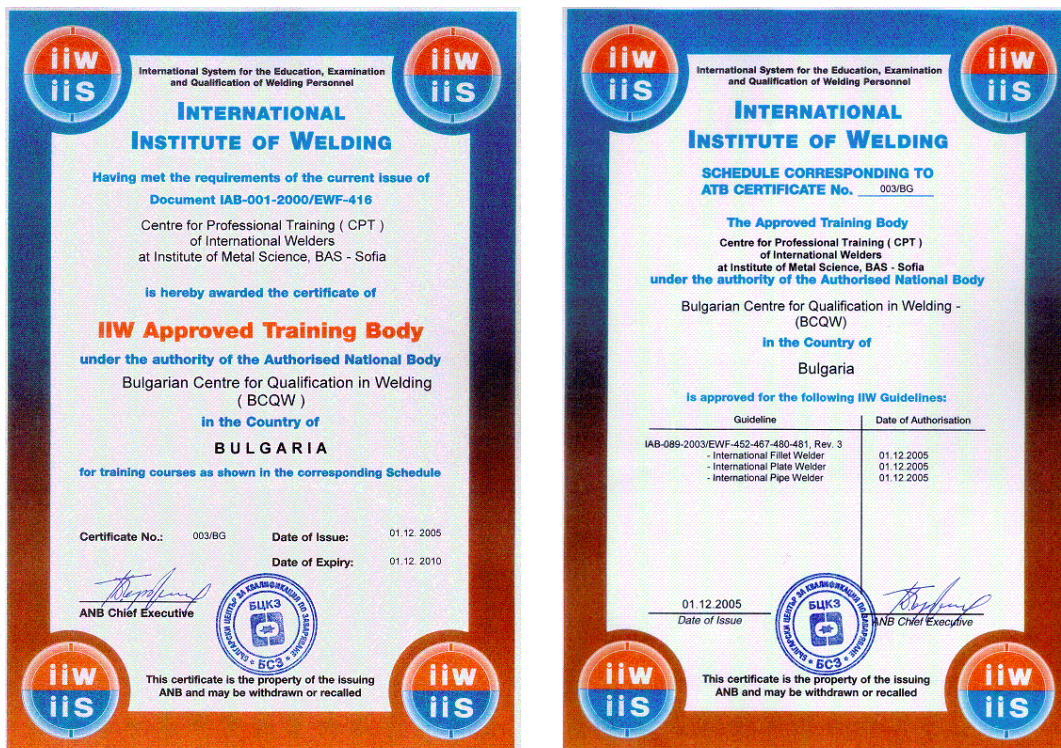 iiw
iis
iiw
iis
International System for the Education, Examination
and Qualification of Welding Personnel
INTERNATIONAL
INSTITUTE OF WELDING
Having met the requirements of the current issue of
Document IAB-001-2000/EWF-416
Centre for Professional Training ( CPT )
of International Welders
at Institute of Metal Science, BAS - Sofia
is hereby awarded the certificate of
IIW Approved Training Body
under the authority of the Authorised National Body
Bulgarian Centre for Qualification in Welding
( BCQW )
in the Country of
BULGARIA
for training courses as shown in the corresponding Schedule
Certificate No.: 003/BG Date of Issue: 01.12. 2005
Date of Expiry: 01.12. 2010
ANB Chief Executive
БЪЛГАРСКИ ЦЕНТЪР ЗА КВАЛИФИКАЦИЯ ПО ЗАВАРЯВАНЕ
БЦКЗ
* БСЗ *
This certificate is the property of the issuing
ANB and may be withdrawn or recalled
iiw
iis
iiw
iis
iiw
iis
iiw
iis
International System for the Education, Examination
and Qualification of Welding Personnel
INTERNATIONAL
INSTITUTE OF WELDING
SCHEDULE CORRESPONDING TO
ATB CERTIFICATE No. 003/BG
The Approved Training Body
Centre for Professional Training ( CPT )
of International Welders
at Institute of Metal Science, BAS - Sofia
under the authority of the Authorised National Body
Bulgarian Centre for Qualification in Welding -
(BCQW)
in the Country of
Bulgaria
is approved for the following IIW Guidelines:
Guideline Date of Authorisation
IAB-089-2003/EWF-452-467-480-481, Rev. 3
- International Fillet Welder 01.12.2005
- International Plate Welder 01.12.2005
- International Pipe Welder 01.12.2005
01.12.2005
Date of Issue
ANB Chief Executive
БЪЛГАРСКИ ЦЕНТЪР ЗА КВАЛИФИКАЦИЯ ПО ЗАВАРЯВАНЕ
БЦКЗ
* БСЗ *
This certificate is the property of the issuing
ANB and may be withdrawn or recalled
iiw
iis
iiw
iis